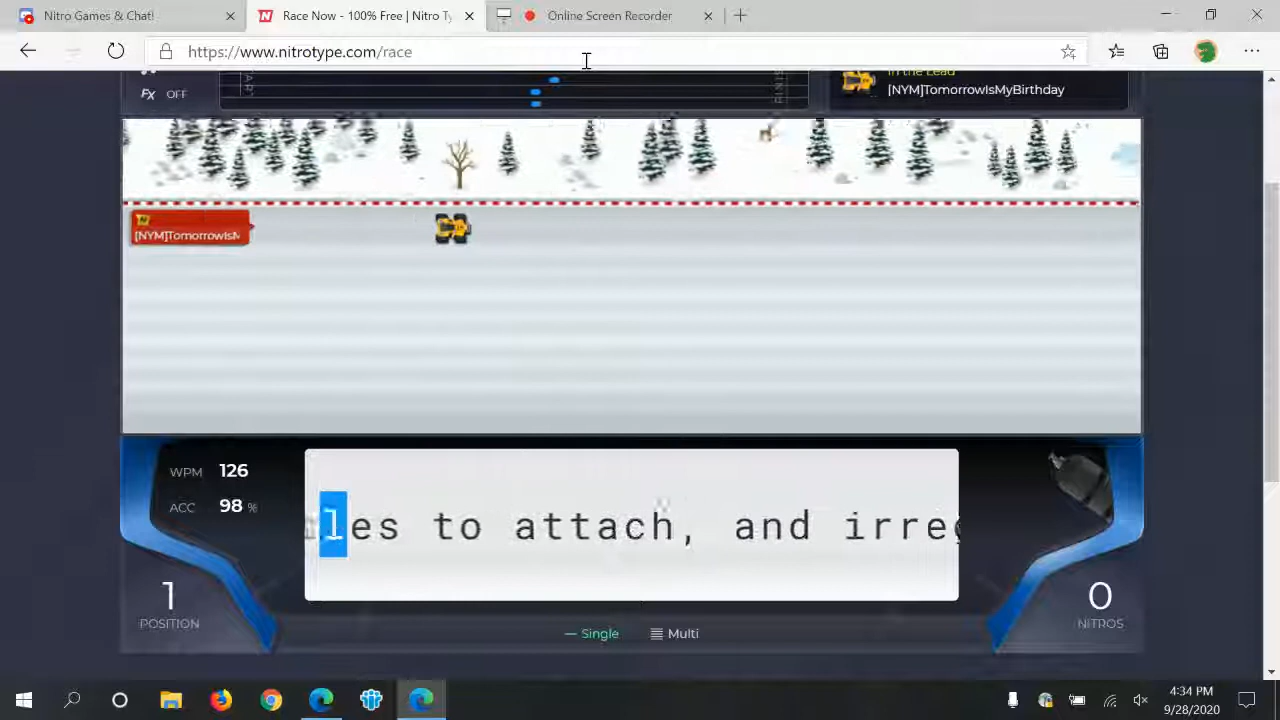 Nitro Games & Chat!
Race Now - 100% Free | Nitro Ty
Online Screen Recorder
https://www.nitrotype.com/race
Fx OFF
In the Lead
[NYM]TomorrowIsMyBirthday
[NYM]TomorrowIsM
WPM 126
ACC 98 %
les to attach, and irreg
1
POSITION
0
NITROS
Single
Multi
4:34 PM
9/28/2020